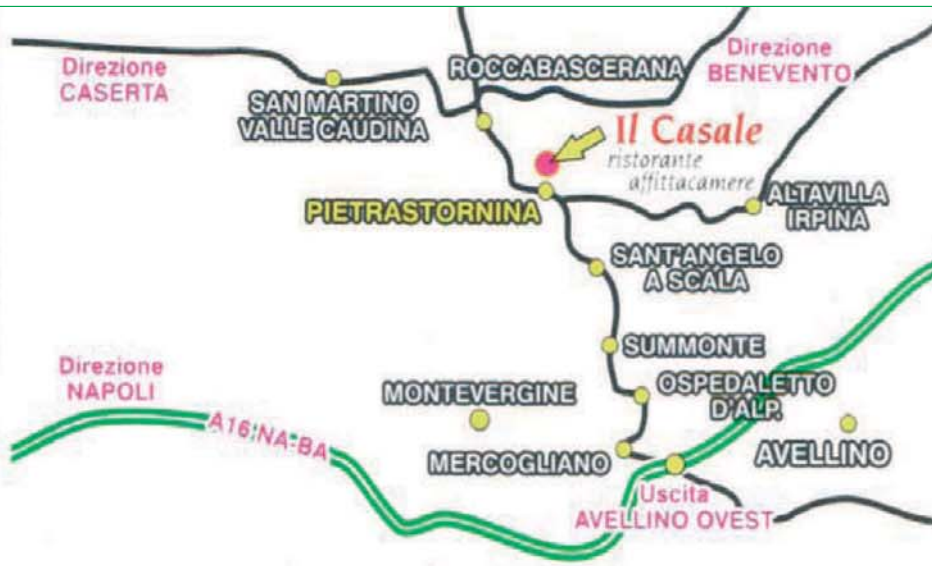 Direzione
CASERTA
SAN MARTINO
VALLE CAUDINA
ROCCABASCERANA
Direzione
BENEVENTO
Il Casale
ristorante
affittacamere
PIETRASTORNINA
ALTAVILLA
IRPINA
SANT'ANGELO
A SCALA
SUMMONTE
Direzione
NAPOLI
MONTEVERGINE
OSPEDALETTO
D'ALP.
A16 NA-BA
MERCOGLIANO
AVELLINO
Uscita
AVELLINO OVEST